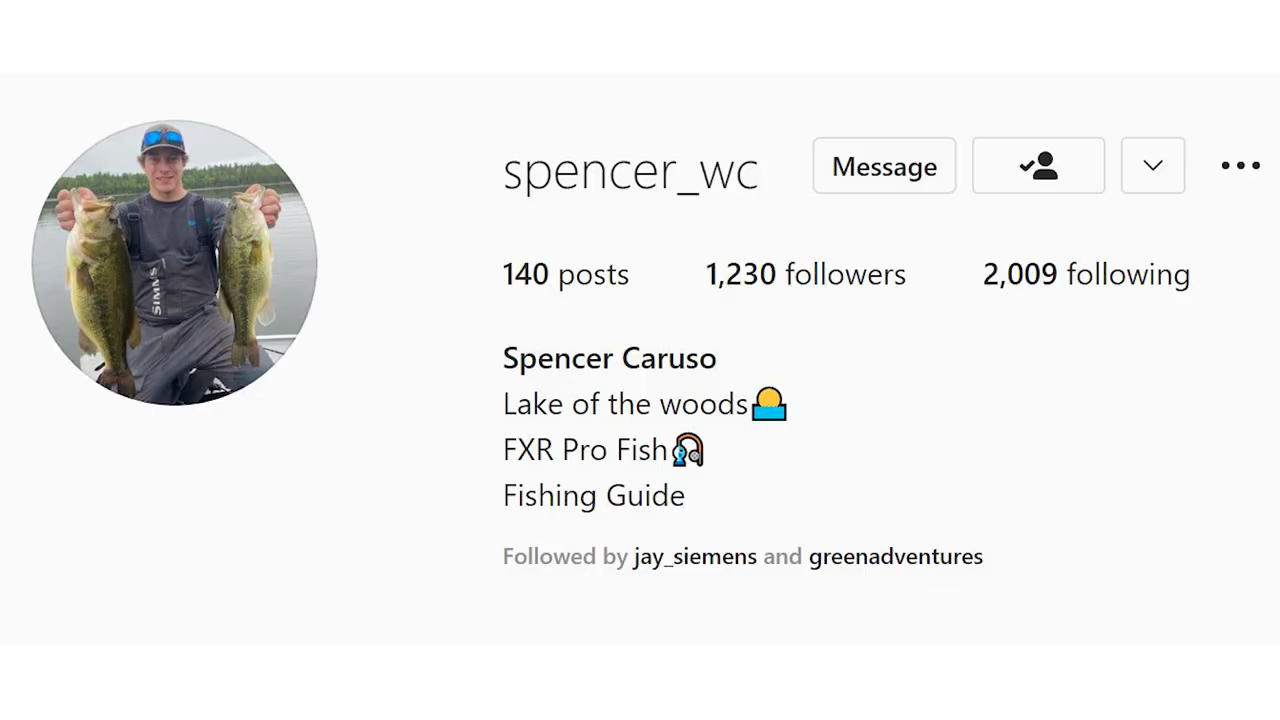 spencer_wc Message
140 posts 1,230 followers 2,009 following
Spencer Caruso
Lake of the woods🌅
FXR Pro Fish🎣
Fishing Guide
Followed by jay_siemens and greenadventures
SIMMS